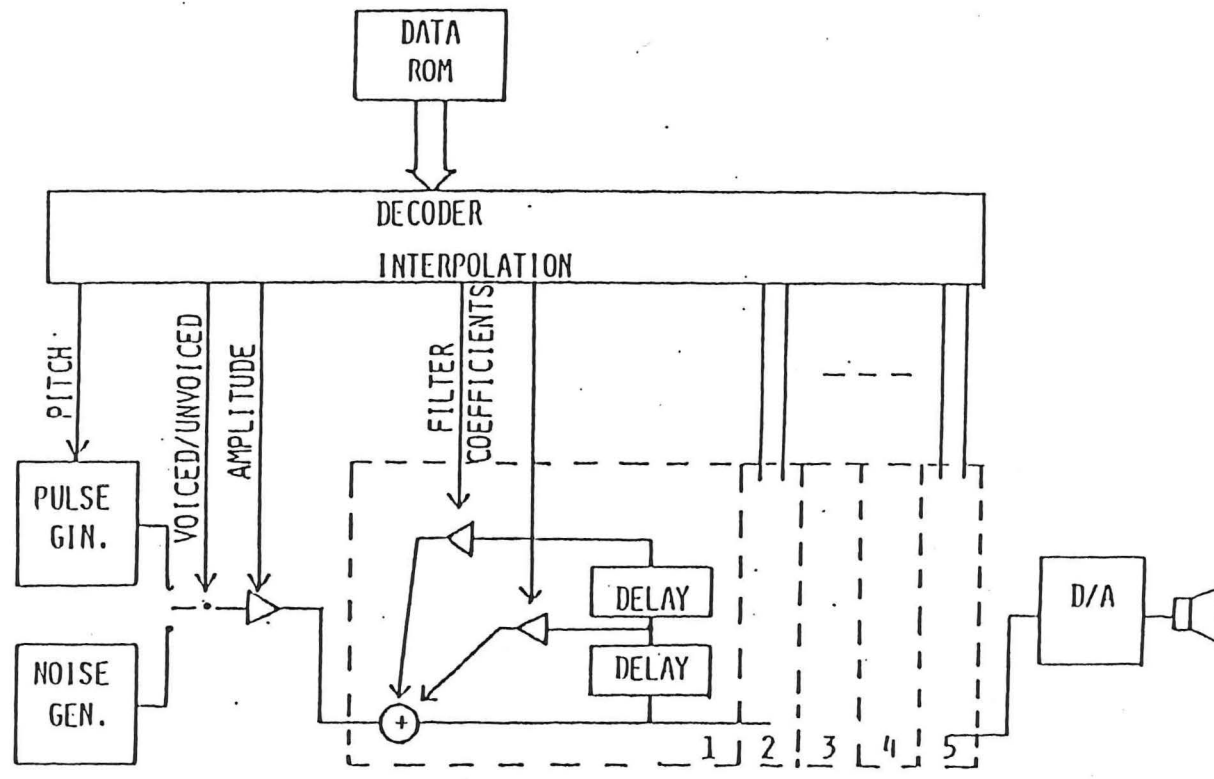 DATA
ROM
DECODER
INTERPOLATION
PITCH
VOICED/UNVOICED
AMPLITUDE
FILTER
COEFFICIENTS
PULSE
GIN.
NOISE
GEN.
DELAY
DELAY
+
D/A
1
2
3
4
5